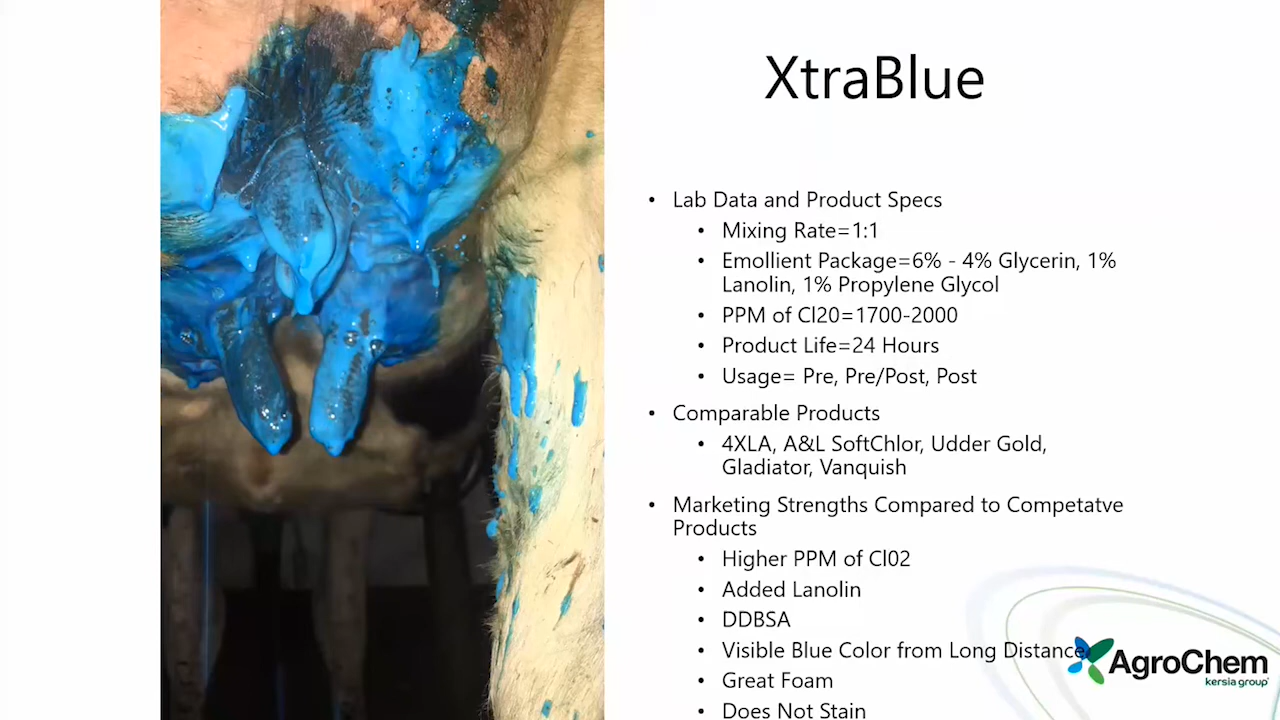 XtraBlue
• Lab Data and Product Specs
• Mixing Rate=1:1
• Emollient Package=6% - 4% Glycerin, 1%
Lanolin, 1% Propylene Glycol
• PPM of Cl20=1700-2000
• Product Life=24 Hours
• Usage= Pre, Pre/Post, Post
• Comparable Products
• 4XLA, A&L SoftChlor, Udder Gold,
Gladiator, Vanquish
• Marketing Strengths Compared to Competatve
Products
• Higher PPM of Cl02
• Added Lanolin
• DDBSA
• Visible Blue Color from Long Distance
• Great Foam
• Does Not Stain
AgroChem
kersia group